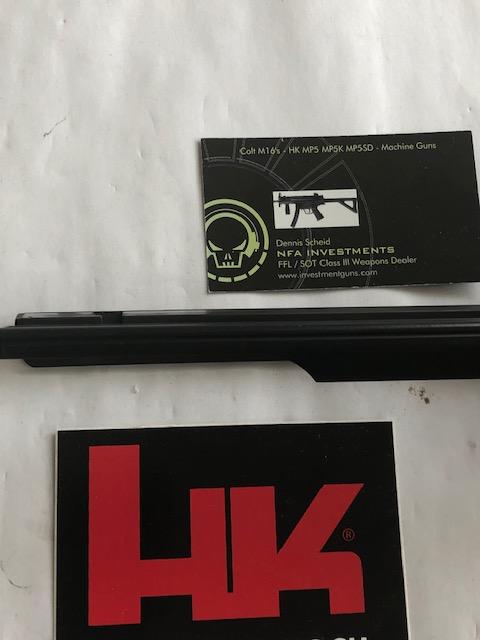 Colt M16's - HK MP5 MP5K MP5SD - Machine Guns
Dennis Scheid
NFA INVESTMENTS
FFL / SOT Class III Weapons Dealer
www.investmentguns.com
HK®